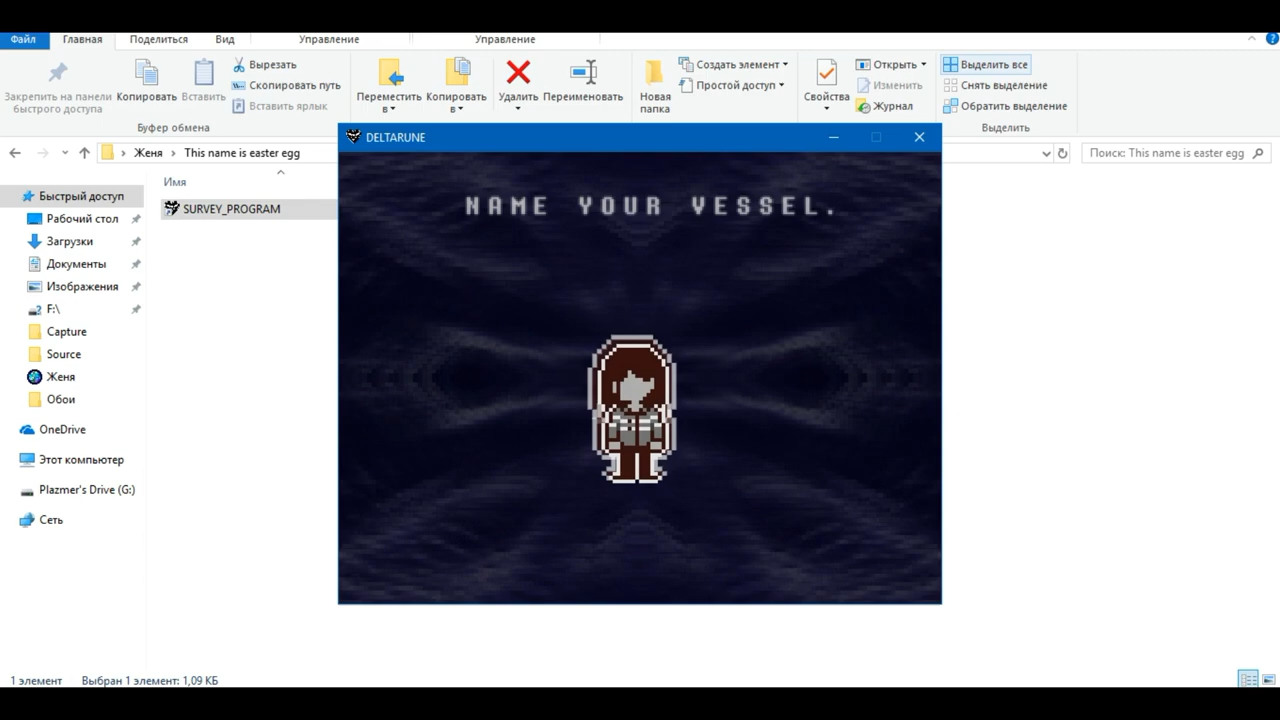 Файл Главная Поделиться Вид Управление Управление
Закрепить на панели быстрого доступа
Копировать
Вставить
Вырезать
Скопировать путь
Вставить ярлык
Буфер обмена
Переместить в
Копировать в
Удалить
Переименовать
Новая папка
Создать элемент
Простой доступ
Свойства
Открыть
Изменить
Журнал
Выделить все
Снять выделение
Обратить выделение
Выделить
Женя This name is easter egg
Поиск: This name is easter egg
Имя
SURVEY_PROGRAM
Быстрый доступ
Рабочий стол
Загрузки
Документы
Изображения
F:\
Capture
Source
Женя
Обои
OneDrive
Этот компьютер
Plazmer's Drive (G:)
Сеть
DELTARUNE
NAME YOUR VESSEL.
1 элемент Выбран 1 элемент: 1,09 КБ